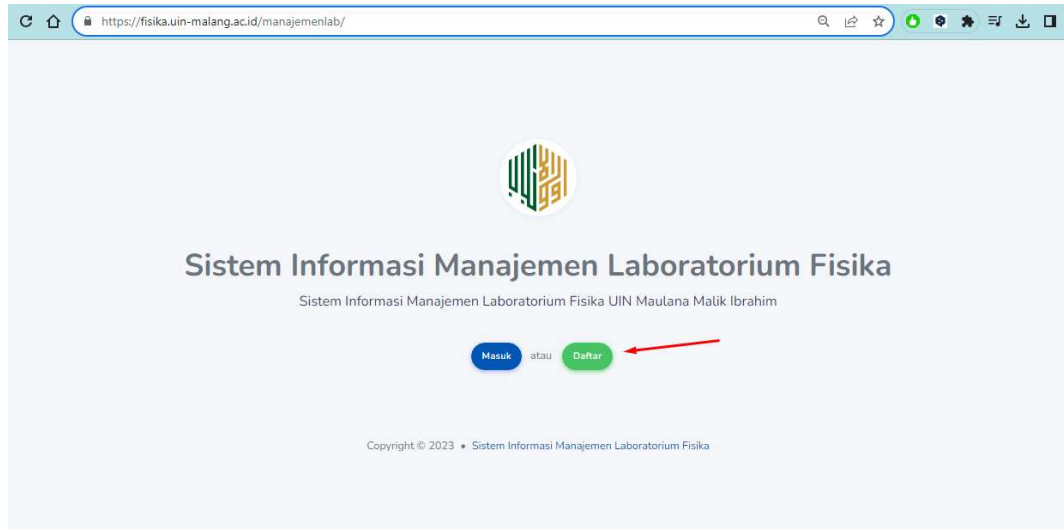 https://fisika.uin-malang.ac.id/manajemenlab/
Sistem Informasi Manajemen Laboratorium Fisika
Sistem Informasi Manajemen Laboratorium Fisika UIN Maulana Malik Ibrahim
Masuk atau Daftar
Copyright © 2023 • Sistem Informasi Manajemen Laboratorium Fisika